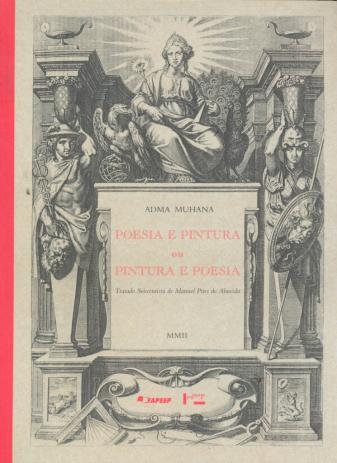 ADMA MUHANA
POESIA E PINTURA
ou
PINTURA E POESIA
Tratado Seiscentista de Manuel Pires de Almeida
MMII
FAPESP